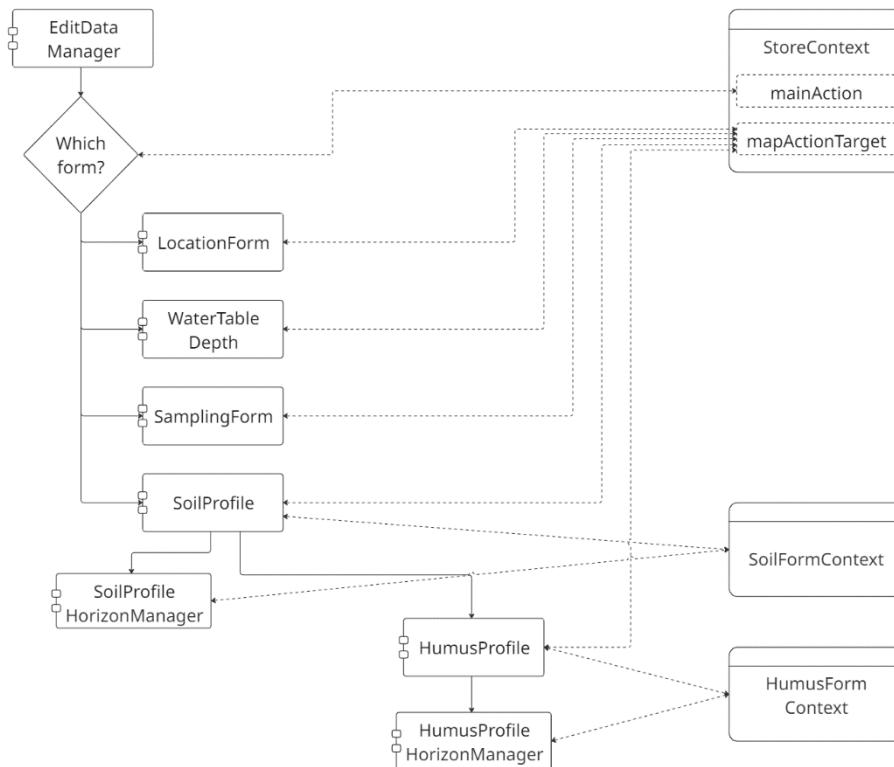 EditData
Manager
StoreContext
mainAction
Which
form?
mapActionTarget
LocationForm
WaterTable
Depth
SamplingForm
SoilProfile
SoilFormContext
SoilProfile
HorizonManager
HumusProfile
HumusForm
Context
HumusProfile
HorizonManager